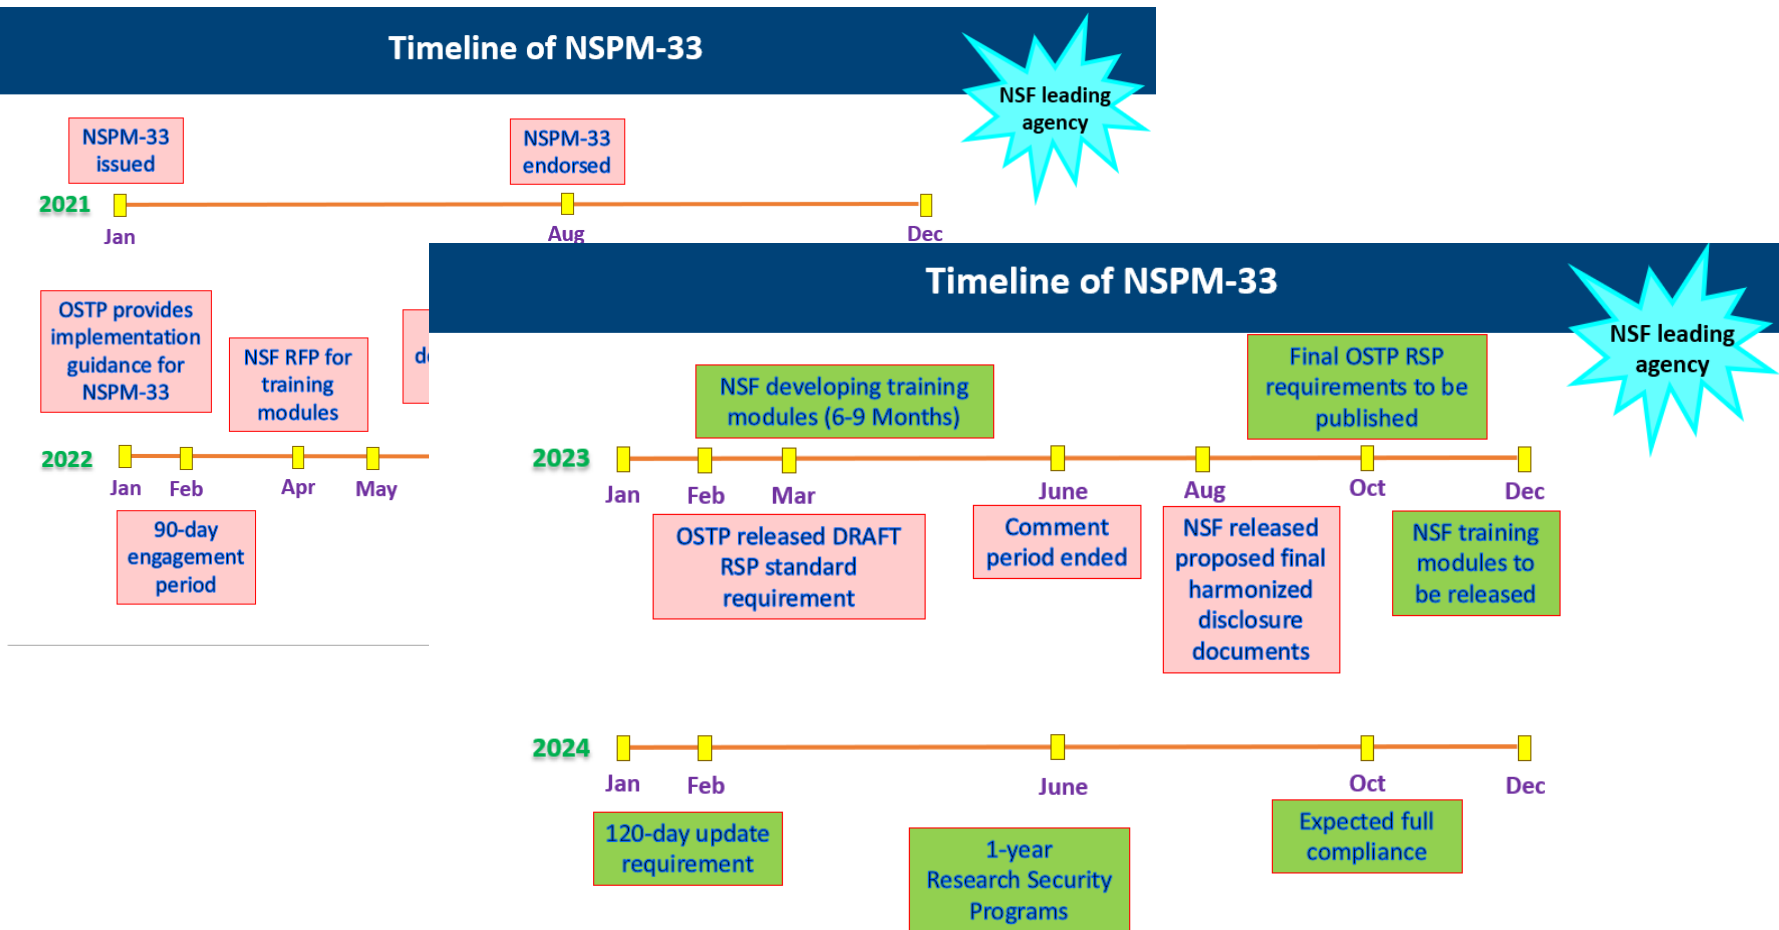 Timeline of NSPM-33
NSF leading
agency
NSPM-33
issued
NSPM-33
endorsed
2021
Jan
Aug
Dec
OSTP provides
implementation
guidance for
NSPM-33
NSF RFP for
training
modules
2022
Jan
Feb
Apr
May
90-day
engagement
period
Timeline of NSPM-33
NSF leading
agency
NSF developing training
modules (6-9 Months)
Final OSTP RSP
requirements to be
published
2023
Jan
Feb
Mar
June
Aug
Oct
Dec
OSTP released DRAFT
RSP standard
requirement
Comment
period ended
NSF released
proposed final
harmonized
disclosure
documents
NSF training
modules to
be released
2024
Jan
Feb
June
Oct
Dec
120-day update
requirement
1-year
Research Security
Programs
Expected full
compliance